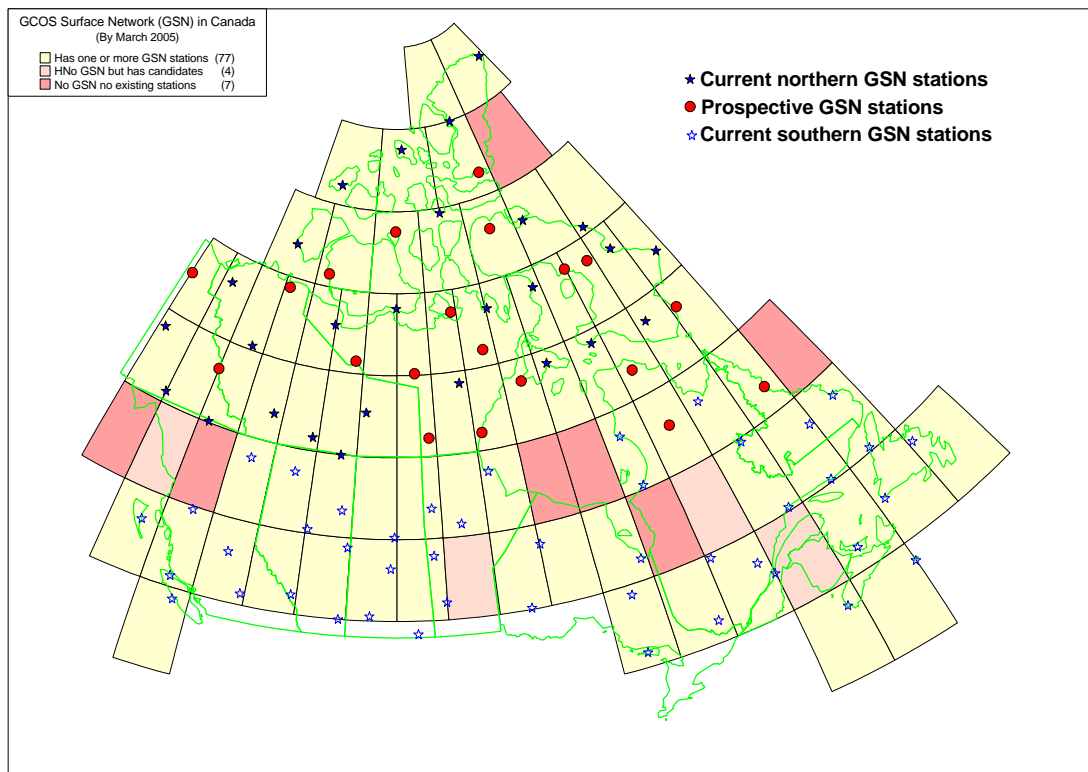 GCOS Surface Network (GSN) in Canada
(By March 2005)
Has one or more GSN stations (77)
HNo GSN but has candidates (4)
No GSN no existing stations (7)
Current northern GSN stations
Prospective GSN stations
Current southern GSN stations